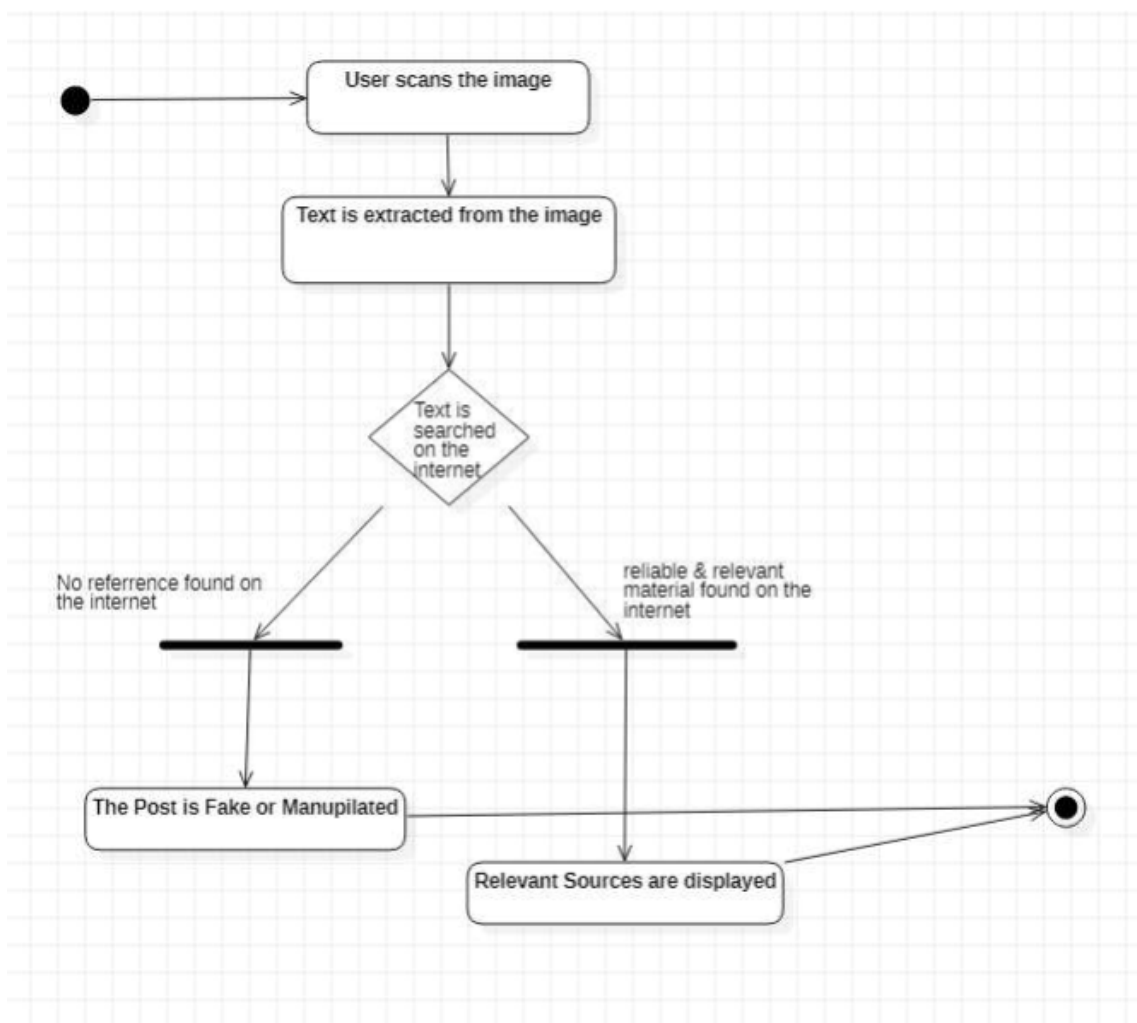 User scans the image
Text is extracted from the image
Text is
searched
on the
internet
No referrence found on
the internet
reliable & relevant
material found on the
internet
The Post is Fake or Manupilated
Relevant Sources are displayed